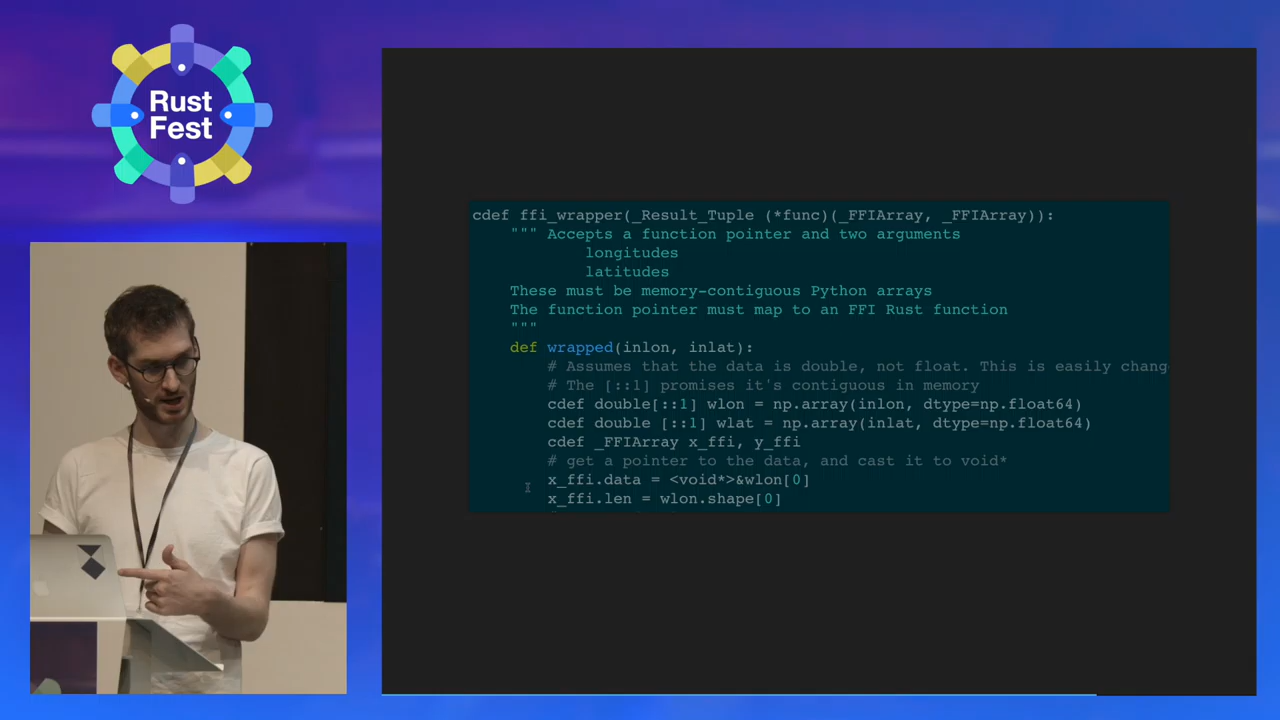 Rust
Fest
cdef ffi_wrapper(_Result_Tuple (*func)(_FFIArray, _FFIArray)):
""" Accepts a function pointer and two arguments
longitudes
latitudes
These must be memory-contiguous Python arrays
The function pointer must map to an FFI Rust function
"""
def wrapped(inlon, inlat):
# Assumes that the data is double, not float. This is easily chang
# The [::1] promises it's contiguous in memory
cdef double[::1] wlon = np.array(inlon, dtype=np.float64)
cdef double [::1] wlat = np.array(inlat, dtype=np.float64)
cdef _FFIArray x_ffi, y_ffi
# get a pointer to the data, and cast it to void*
x_ffi.data = <void*>&wlon[0]
x_ffi.len = wlon.shape[0]